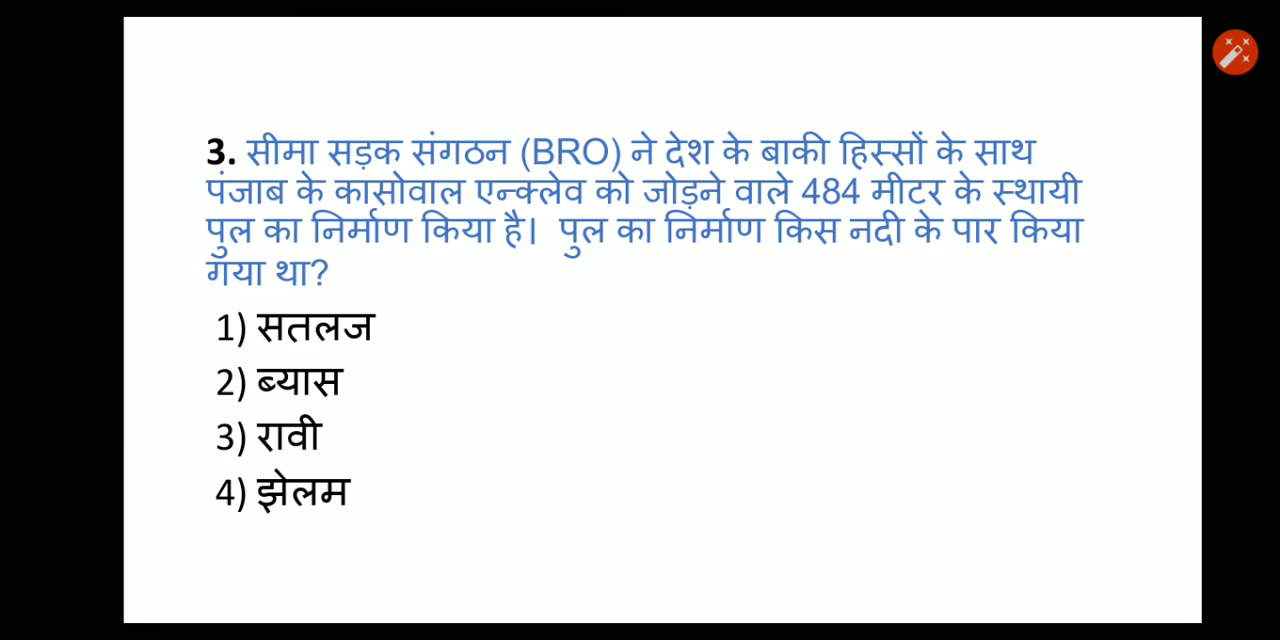 3. सीमा सड़क संगठन (BRO) ने देश के बाकी हिस्सों के साथ
पंजाब के कासोवाल एन्क्लेव को जोड़ने वाले 484 मीटर के स्थायी
पुल का निर्माण किया है। पुल का निर्माण किस नदी के पार किया
गया था?
1) सतलज
2) ब्यास
3) रावी
4) झेलम